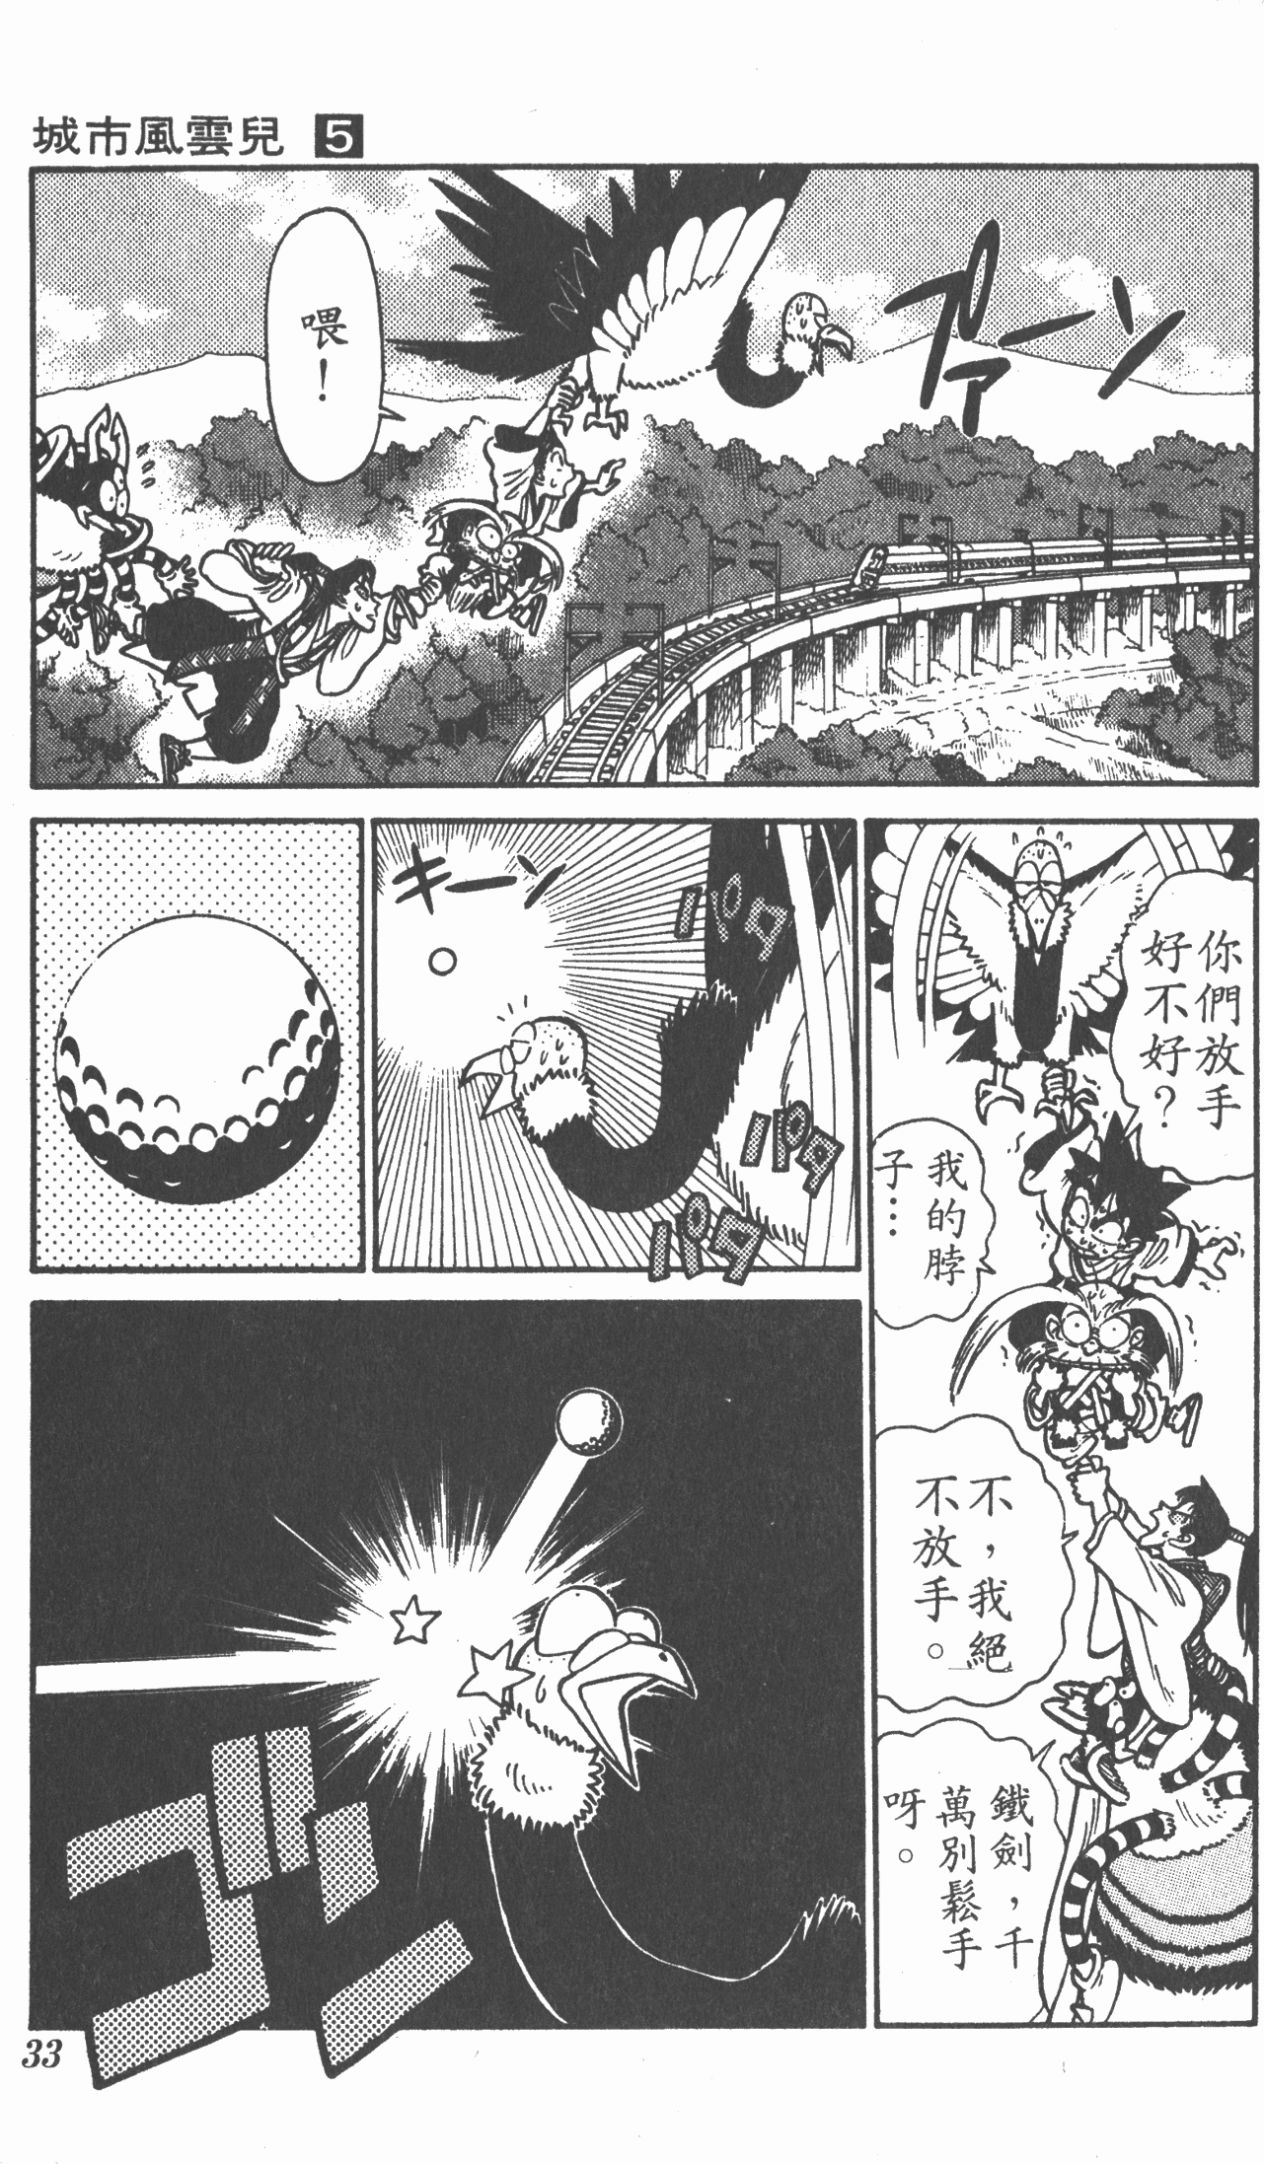 城市風雲兒 5
プァーン
喂！
你們放手
好不好？
我的脖
子…
不，我絕
不放手。
鐵劍，千
萬別鬆手
呀。
キーン
パタ
パタ
パタ
ゴン
33